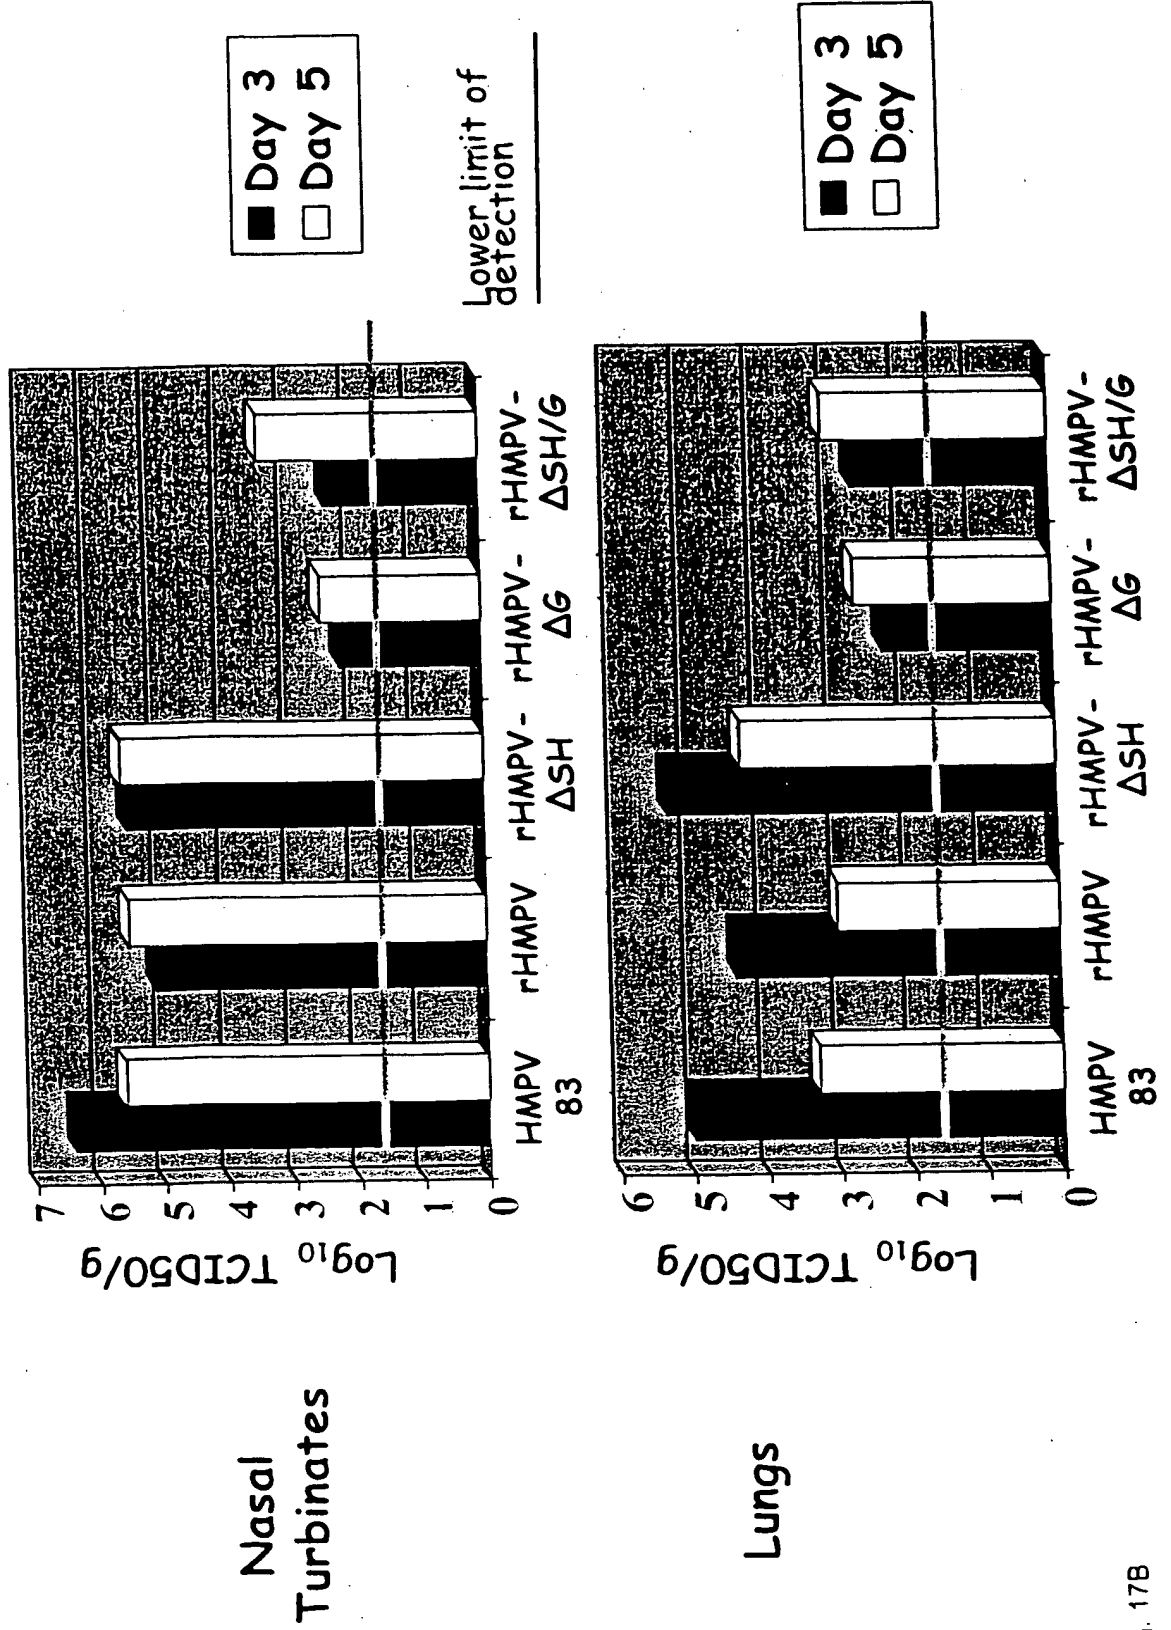 Nasal
Turbinates
Log10 TCID50/g
7
6
5
4
3
2
1
0
HMPV
83
rHMPV
rHMPV-
ΔSH
rHMPV-
ΔG
rHMPV-
ΔSH/G
Day 3
Day 5
Lower limit of
detection
Lungs
Log10 TCID50/g
6
5
4
3
2
1
0
HMPV
83
rHMPV
rHMPV-
ΔSH
rHMPV-
ΔG
rHMPV-
ΔSH/G
Day 3
Day 5
17B